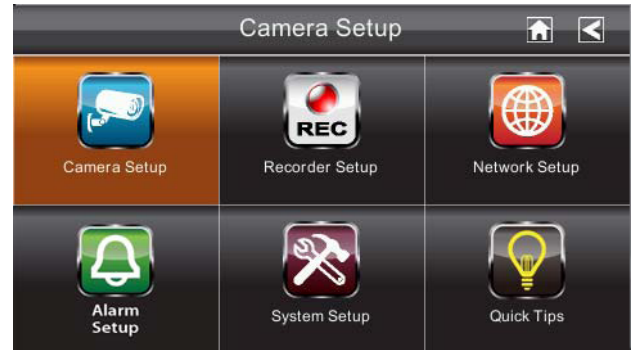 Camera Setup
REC
Camera Setup
Recorder Setup
Network Setup
Alarm
Setup
System Setup
Quick Tips